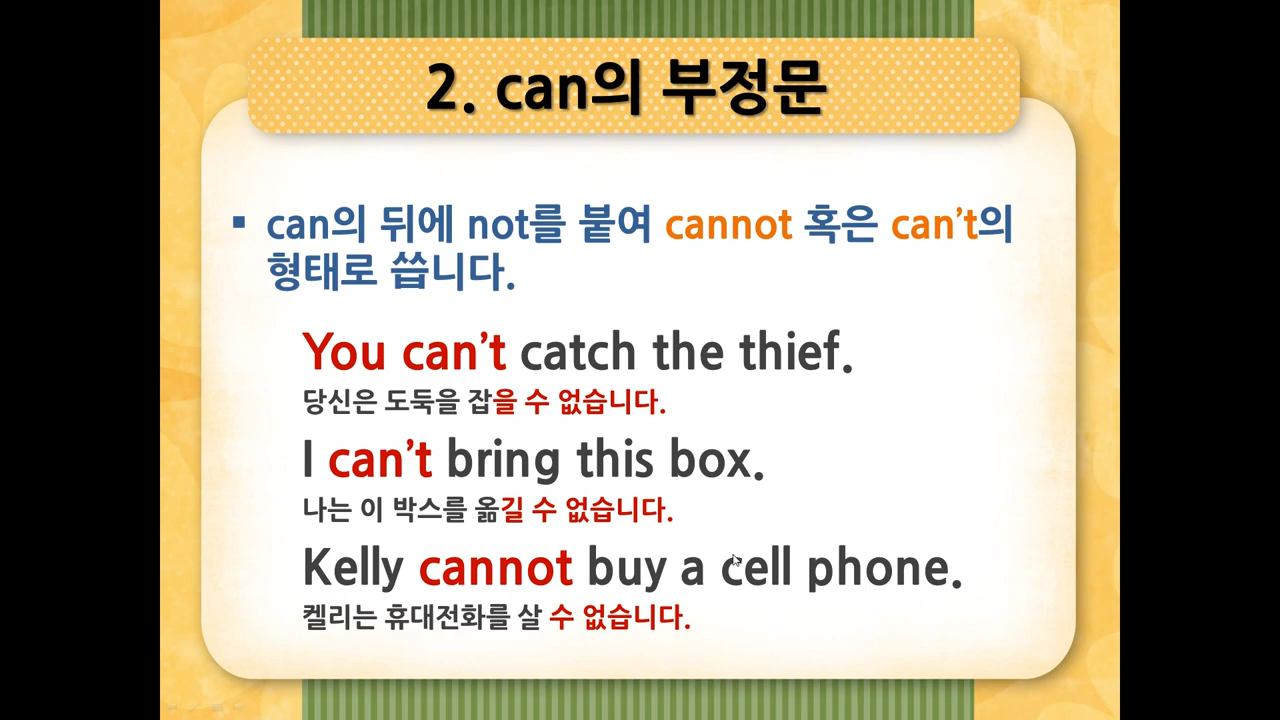 2. can의 부정문
▪ can의 뒤에 not를 붙여 cannot 혹은 can’t의
형태로 씁니다.
You can’t catch the thief.
당신은 도둑을 잡을 수 없습니다.
I can’t bring this box.
나는 이 박스를 옮길 수 없습니다.
Kelly cannot buy a cell phone.
켈리는 휴대전화를 살 수 없습니다.